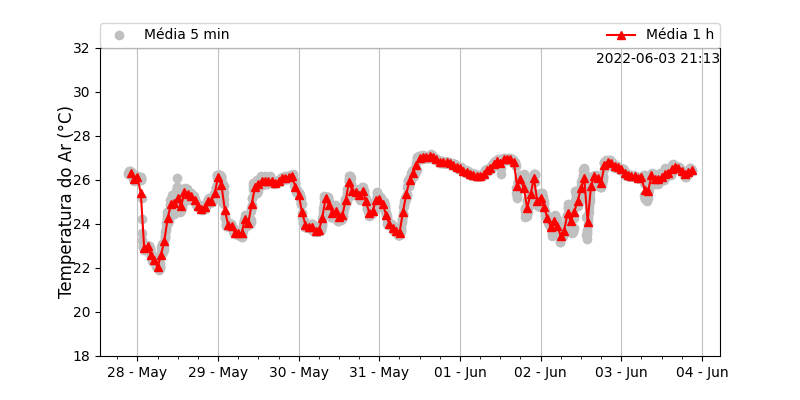 Média 5 min
Média 1 h
2022-06-03 21:13
Temperatura do Ar (°C)
32
30
28
26
24
22
20
18
28 - May
29 - May
30 - May
31 - May
01 - Jun
02 - Jun
03 - Jun
04 - Jun